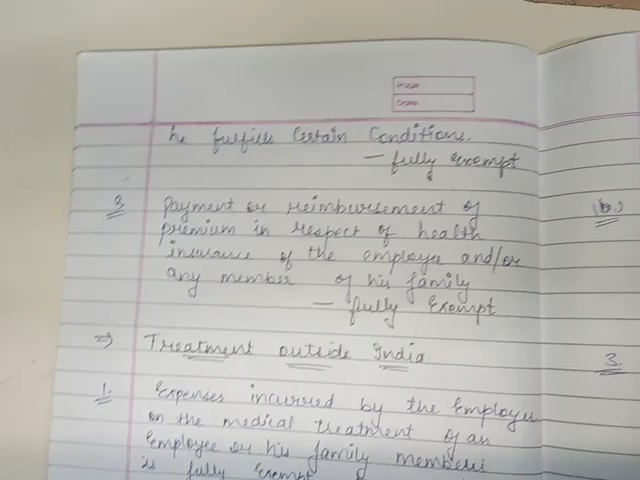 he fulfills Certain Conditions.
— fully Exempt
3. Payment or reimbursement of
premium in respect of health
insurance of the employee and/or
any member of his family
— fully Exempt
⇒ Treatment outside India
1. Expenses incurred by the Employer
on the medical treatment of an
Employee or his family members
is fully Exempt
(b.)
3.